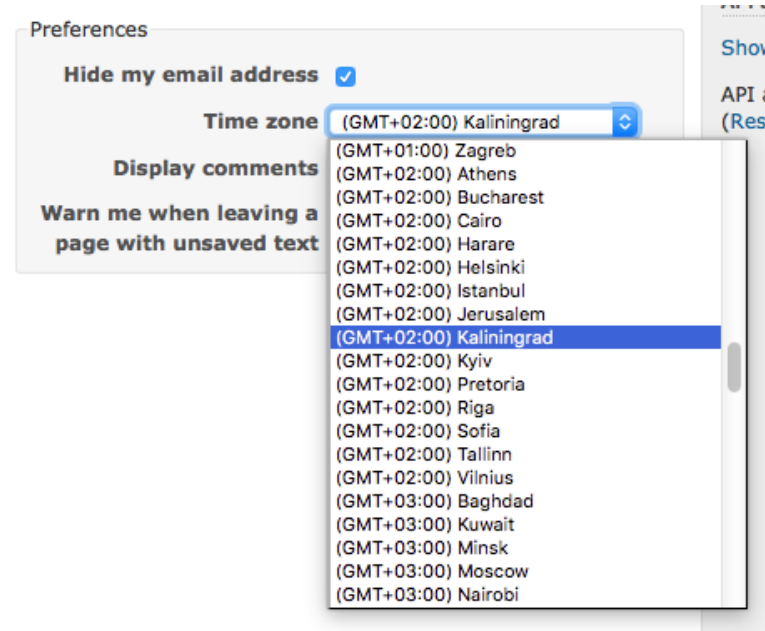 Preferences
Hide my email address
Time zone (GMT+02:00) Kaliningrad
Display comments
Warn me when leaving a
page with unsaved text
(GMT+01:00) Zagreb
(GMT+02:00) Athens
(GMT+02:00) Bucharest
(GMT+02:00) Cairo
(GMT+02:00) Harare
(GMT+02:00) Helsinki
(GMT+02:00) Istanbul
(GMT+02:00) Jerusalem
(GMT+02:00) Kaliningrad
(GMT+02:00) Kyiv
(GMT+02:00) Pretoria
(GMT+02:00) Riga
(GMT+02:00) Sofia
(GMT+02:00) Tallinn
(GMT+02:00) Vilnius
(GMT+03:00) Baghdad
(GMT+03:00) Kuwait
(GMT+03:00) Minsk
(GMT+03:00) Moscow
(GMT+03:00) Nairobi
Show
API
(Res